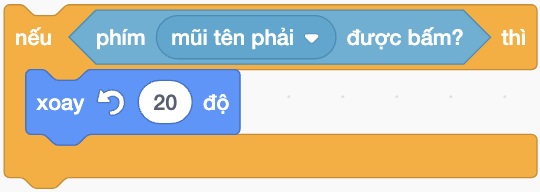 nếu phím mũi tên phải được bấm? thì
xoay 20 độ